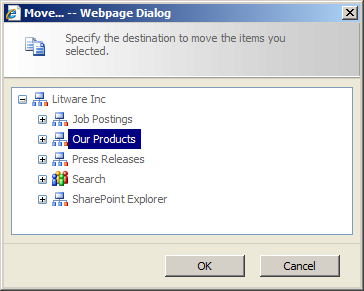 Move... -- Webpage Dialog
Specify the destination to move the items you
selected.
Litware Inc
Job Postings
Our Products
Press Releases
Search
SharePoint Explorer
OK
Cancel